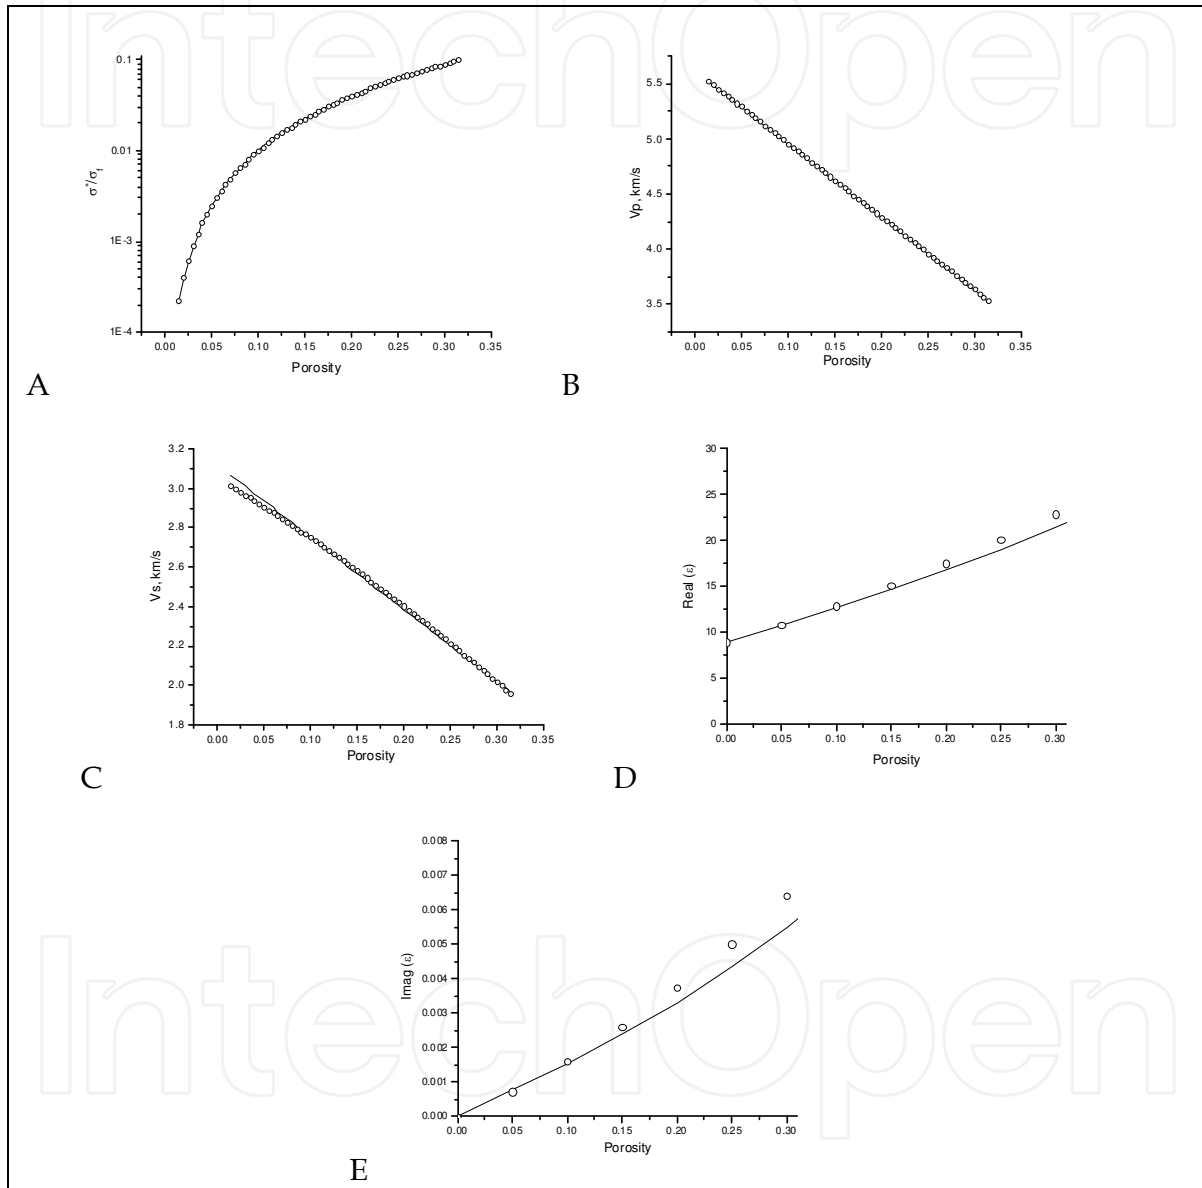 IntechOpen
0.1
0.01
1E-3
1E-4
σ*/σf
0.00 0.05 0.10 0.15 0.20 0.25 0.30 0.35
Porosity
A
5.5
5.0
4.5
4.0
3.5
Vp, km/s
0.00 0.05 0.10 0.15 0.20 0.25 0.30 0.35
Porosity
B
3.2
3.0
2.8
2.6
2.4
2.2
2.0
1.8
Vs, km/s
0.00 0.05 0.10 0.15 0.20 0.25 0.30 0.35
Porosity
C
30
25
20
15
10
5
0
Real (ε)
0.00 0.05 0.10 0.15 0.20 0.25 0.30
Porosity
D
0.008
0.007
0.006
0.005
0.004
0.003
0.002
0.001
0.000
Imag (ε)
0.00 0.05 0.10 0.15 0.20 0.25 0.30
Porosity
E
IntechOpen